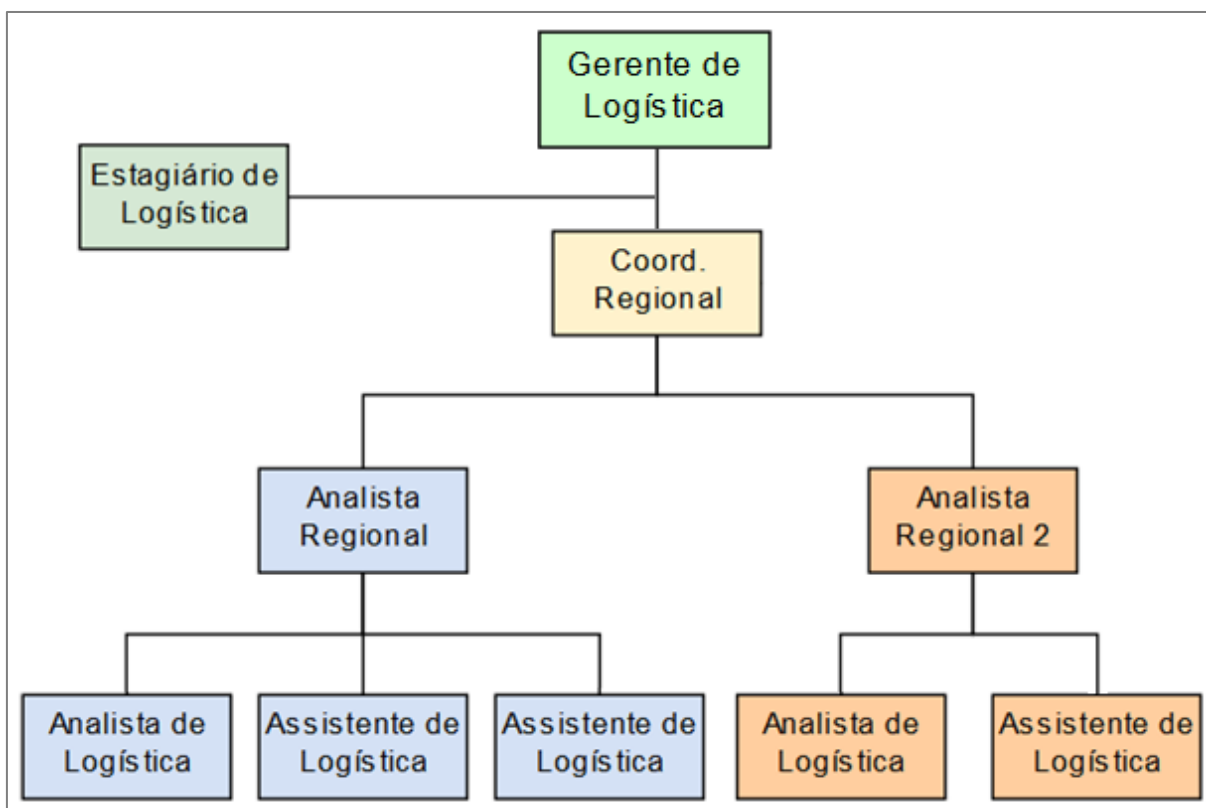 Gerente de
Logística
Estagiário de
Logística
Coord.
Regional
Analista
Regional
Analista
Regional 2
Analista de
Logística
Assistente de
Logística
Assistente de
Logística
Analista de
Logística
Assistente de
Logística